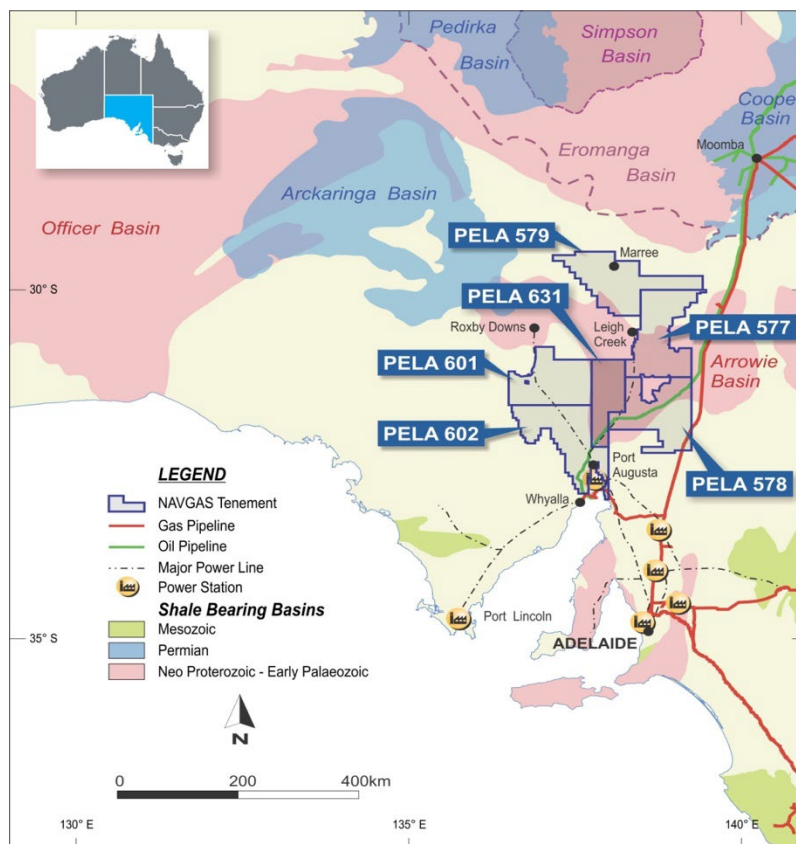 Pedirka
Basin
Simpson
Basin
Cooper
Basin
Moomba
Eromanga
Basin
Arckaringa Basin
Officer Basin
PELA 579
Marree
30° S
PELA 631
Roxby Downs
Leigh
Creek
PELA 577
PELA 601
Arrowie
Basin
PELA 602
Port
Augusta
PELA 578
Whyalla
LEGEND
NAVGAS Tenement
Gas Pipeline
Oil Pipeline
Major Power Line
Power Station
Shale Bearing Basins
Mesozoic
Permian
Neo Proterozoic - Early Palaeozoic
Port Lincoln
35° S
ADELAIDE
N
0
200
400km
130° E
135° E
140° E